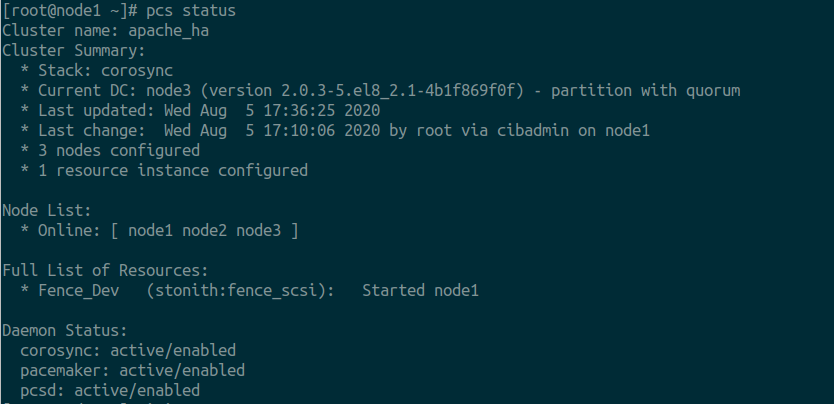 [root@node1 ~]# pcs status
Cluster name: apache_ha
Cluster Summary:
  * Stack: corosync
  * Current DC: node3 (version 2.0.3-5.el8_2.1-4b1f869f0f) - partition with quorum
  * Last updated: Wed Aug  5 17:36:25 2020
  * Last change:  Wed Aug  5 17:10:06 2020 by root via cibadmin on node1
  * 3 nodes configured
  * 1 resource instance configured

Node List:
  * Online: [ node1 node2 node3 ]

Full List of Resources:
  * Fence_Dev   (stonith:fence_scsi):   Started node1

Daemon Status:
  corosync: active/enabled
  pacemaker: active/enabled
  pcsd: active/enabled